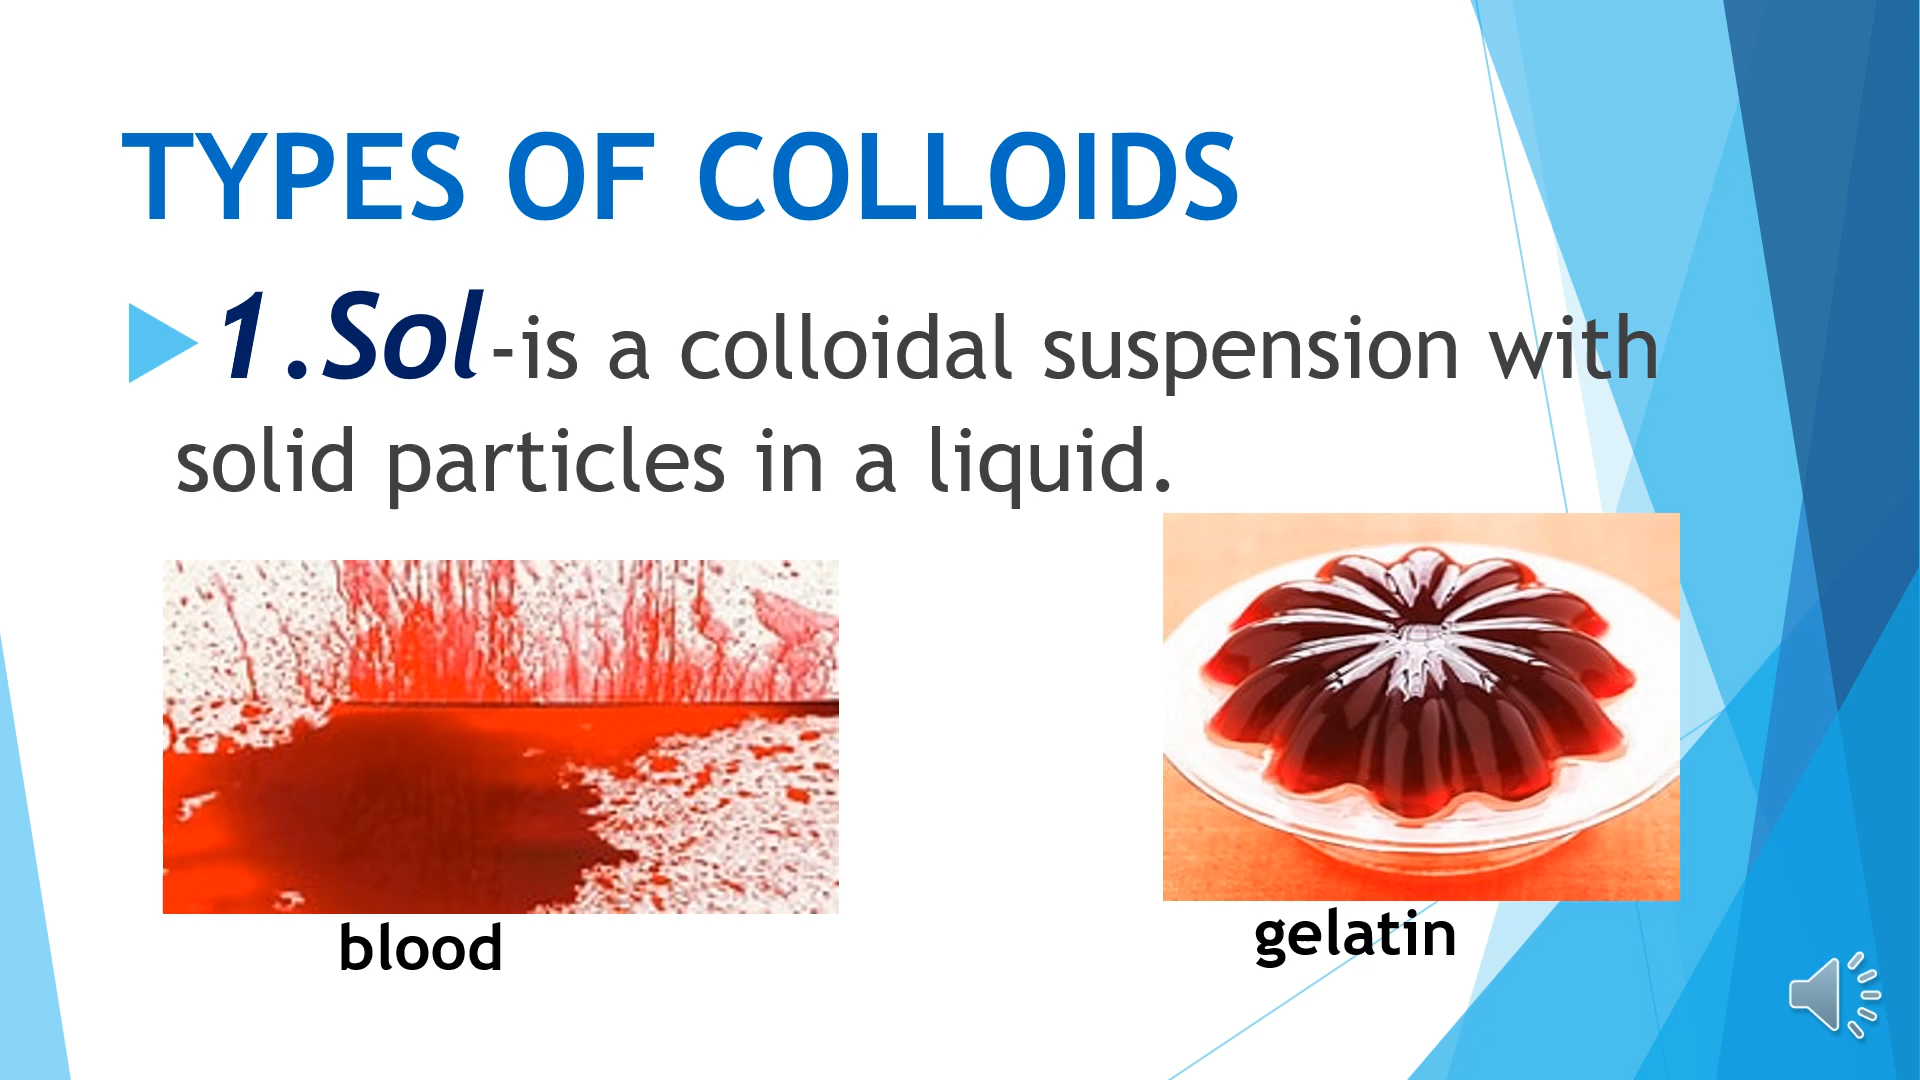 TYPES OF COLLOIDS
1.Sol-is a colloidal suspension with
solid particles in a liquid.
blood
gelatin